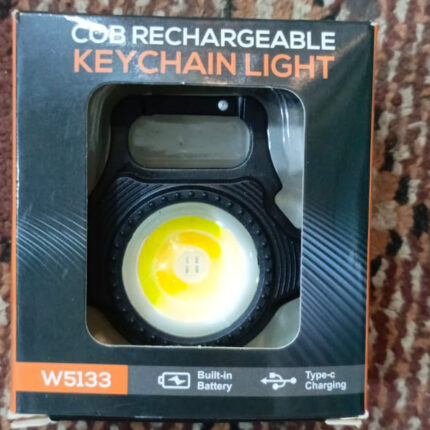 COB RECHARGEABLE
KEYCHAIN LIGHT
W5133
Built-in
Battery
Type-c
Charging